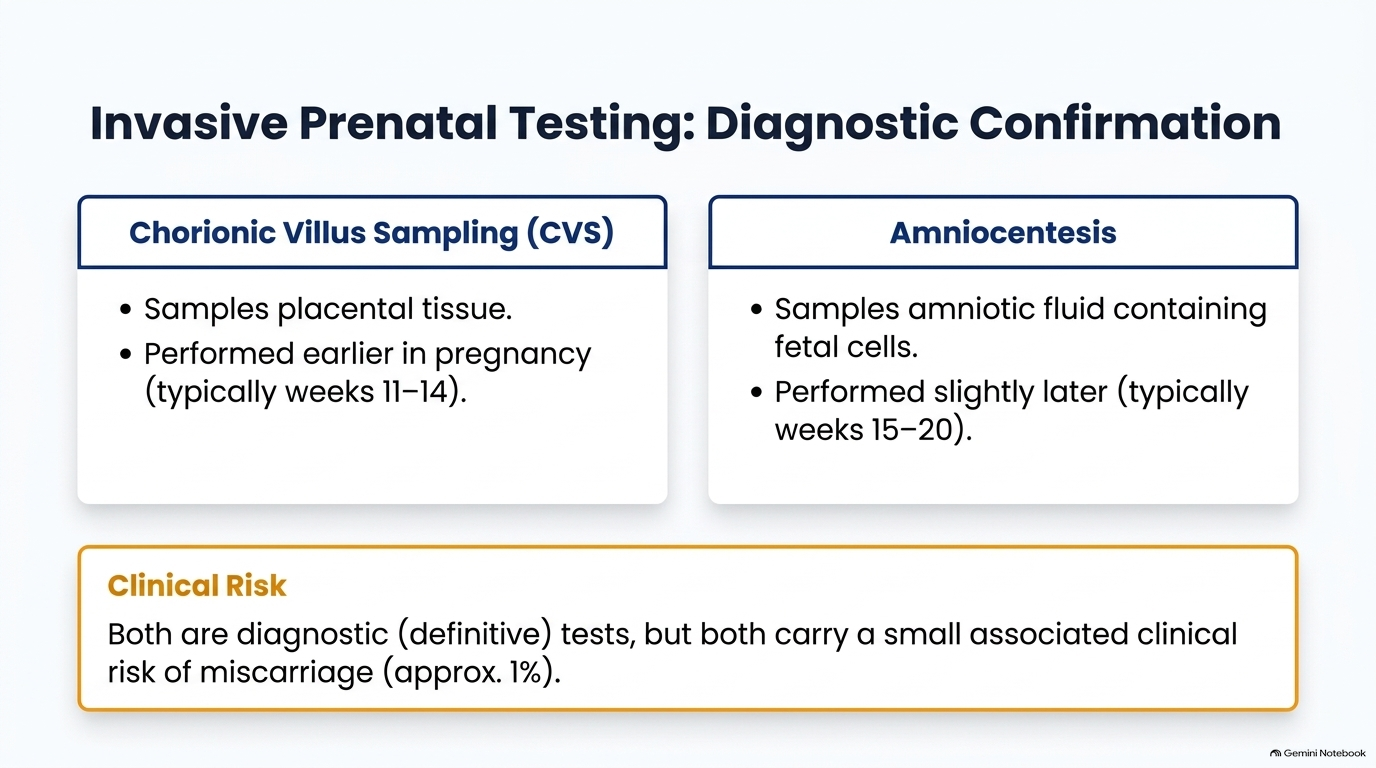 Invasive Prenatal Testing: Diagnostic Confirmation
Chorionic Villus Sampling (CVS)
• Samples placental tissue.
• Performed earlier in pregnancy
(typically weeks 11–14).
Amniocentesis
• Samples amniotic fluid containing
fetal cells.
• Performed slightly later (typically
weeks 15–20).
Clinical Risk
Both are diagnostic (definitive) tests, but both carry a small associated clinical
risk of miscarriage (approx. 1%).
Gemini Notebook